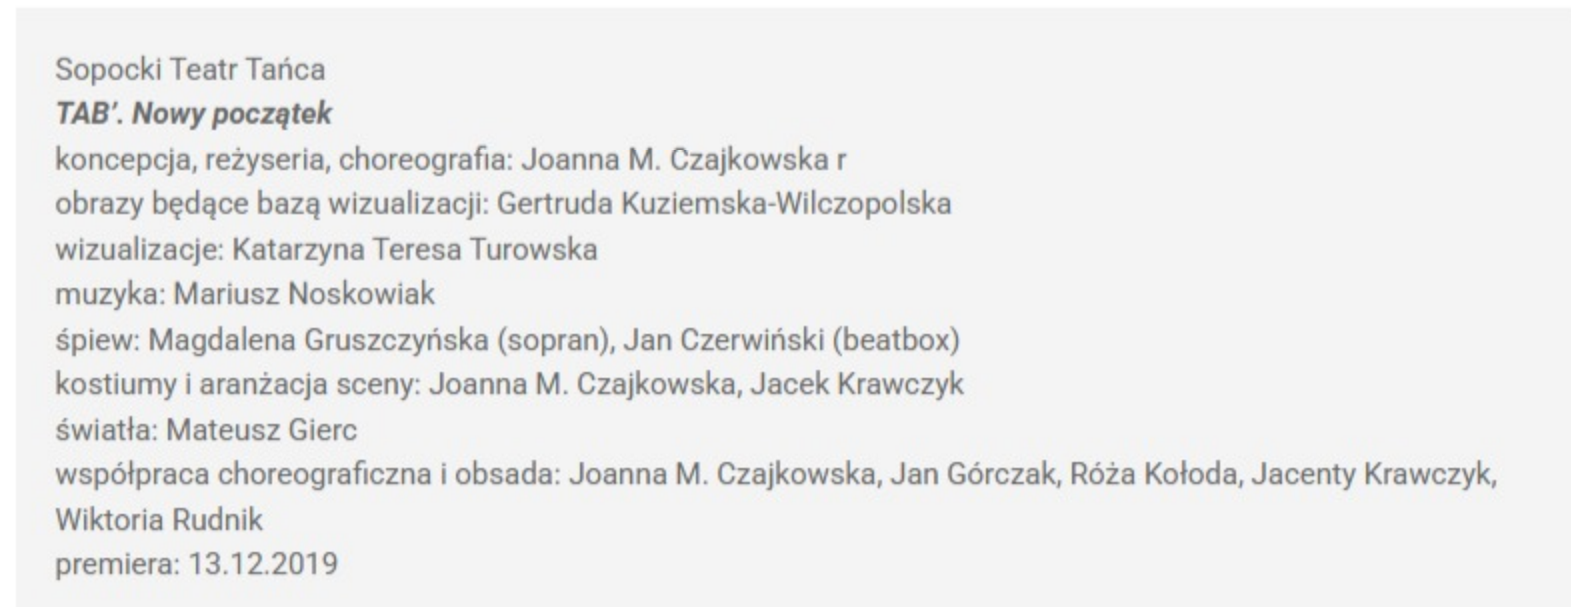 Sopocki Teatr Tańca
TAB’. Nowy początek
koncepcja, reżyseria, choreografia: Joanna M. Czajkowska r
obrazy będące bazą wizualizacji: Gertruda Kuziemska-Wilczopolska
wizualizacje: Katarzyna Teresa Turowska
muzyka: Mariusz Noskowiak
śpiew: Magdalena Gruszczyńska (sopran), Jan Czerwiński (beatbox)
kostiumy i aranżacja sceny: Joanna M. Czajkowska, Jacek Krawczyk
światła: Mateusz Gierc
współpraca choreograficzna i obsada: Joanna M. Czajkowska, Jan Górczak, Róża Kołoda, Jacenty Krawczyk,
Wiktoria Rudnik
premiera: 13.12.2019